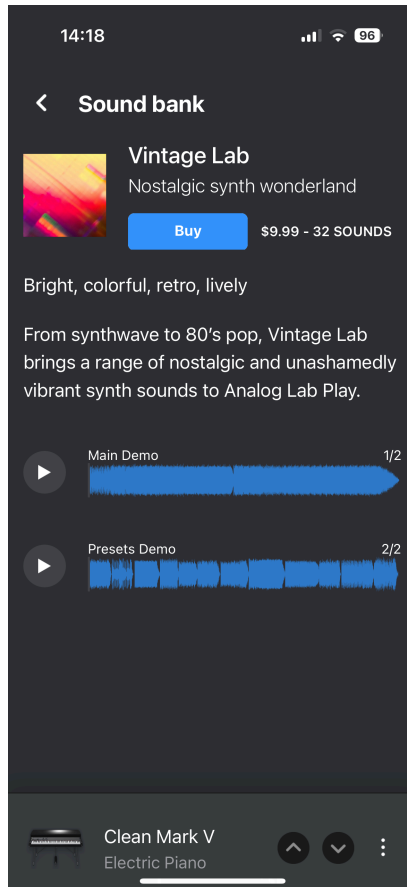 14:18
96
Sound bank
Vintage Lab
Nostalgic synth wonderland
Buy
$9.99 - 32 SOUNDS
Bright, colorful, retro, lively
From synthwave to 80’s pop, Vintage Lab
brings a range of nostalgic and unashamedly
vibrant synth sounds to Analog Lab Play.
Main Demo
1/2
Presets Demo
2/2
Clean Mark V
Electric Piano